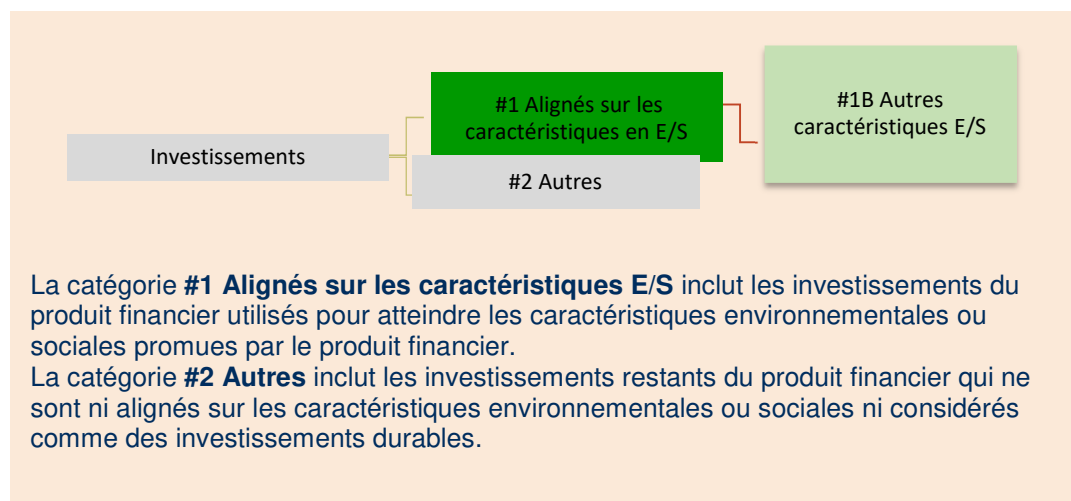 #1 Alignés sur les
caractéristiques en E/S
#1B Autres
caractéristiques E/S
Investissements
#2 Autres
La catégorie #1 Alignés sur les caractéristiques E/S inclut les investissements du
produit financier utilisés pour atteindre les caractéristiques environnementales ou
sociales promues par le produit financier.
La catégorie #2 Autres inclut les investissements restants du produit financier qui ne
sont ni alignés sur les caractéristiques environnementales ou sociales ni considérés
comme des investissements durables.